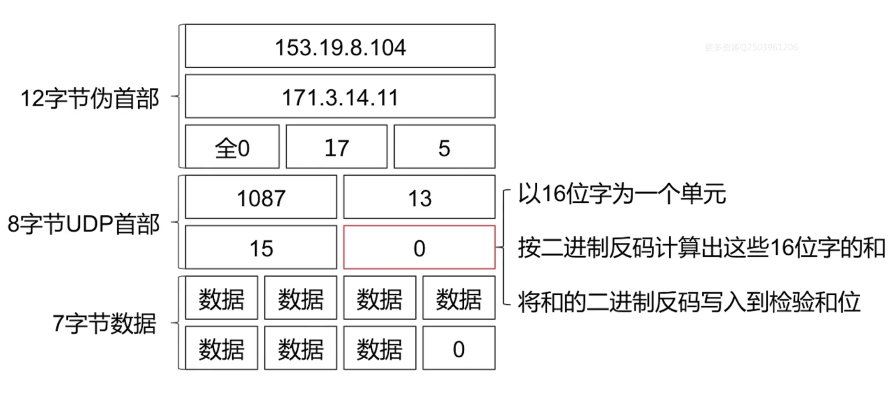 153.19.8.104
12字节伪首部
171.3.14.11
全0 17 5
8字节UDP首部
1087 13
15 0
以16位字为一个单元
按二进制反码计算出这些16位字的和
将和的二进制反码写入到检验和位
7字节数据
数据 数据 数据 数据
数据 数据 数据 0